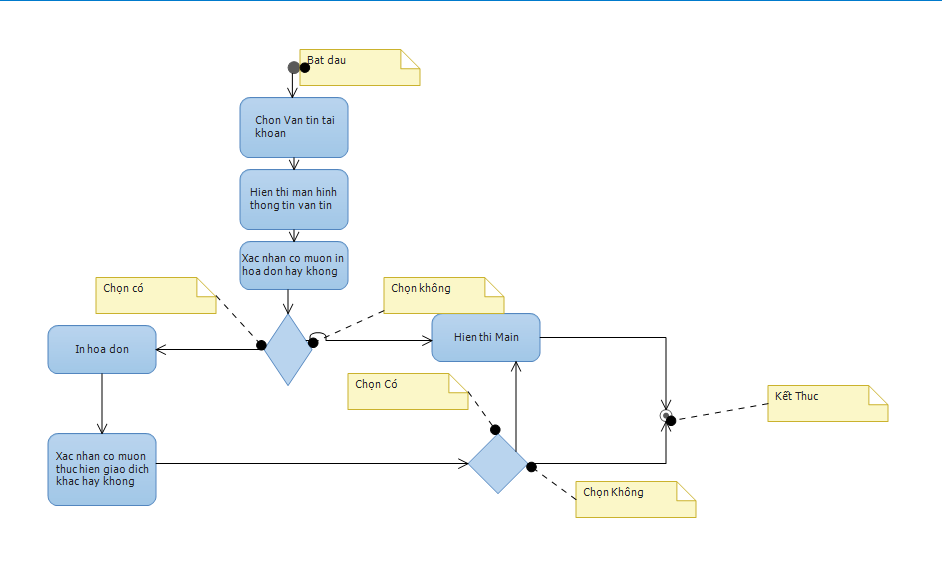 Bat dau
Chon Van tin tai
khoan
Hien thi man hinh
thong tin van tin
Xac nhan co muon in
hoa don hay khong
Chọn có
Chọn không
In hoa don
Hien thi Main
Chọn Có
Kết Thuc
Xac nhan co muon
thuc hien giao dich
khac hay khong
Chọn Không